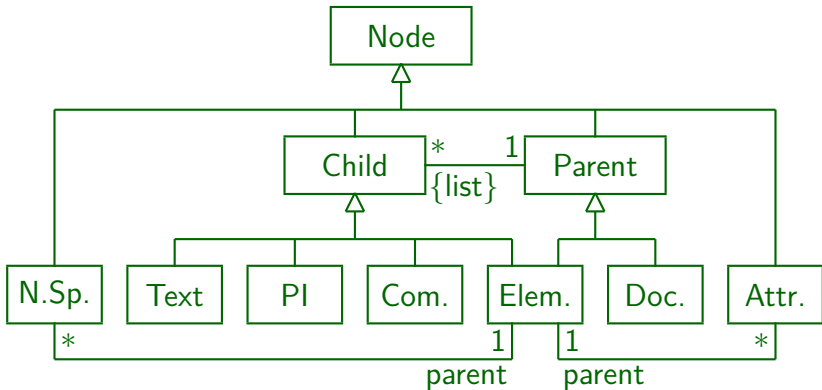 Node
* 1
Child Parent
{list}
N.Sp. Text PI Com. Elem. Doc. Attr.
* 1 1 *
parent parent